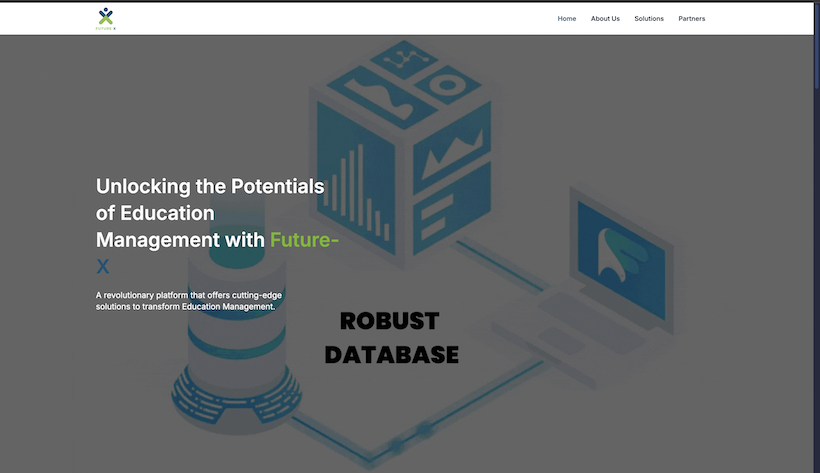 FUTURE-X
Home About Us Solutions Partners
Unlocking the Potentials
of Education
Management with Future-
X
A revolutionary platform that offers cutting-edge
solutions to transform Education Management.
ROBUST
DATABASE